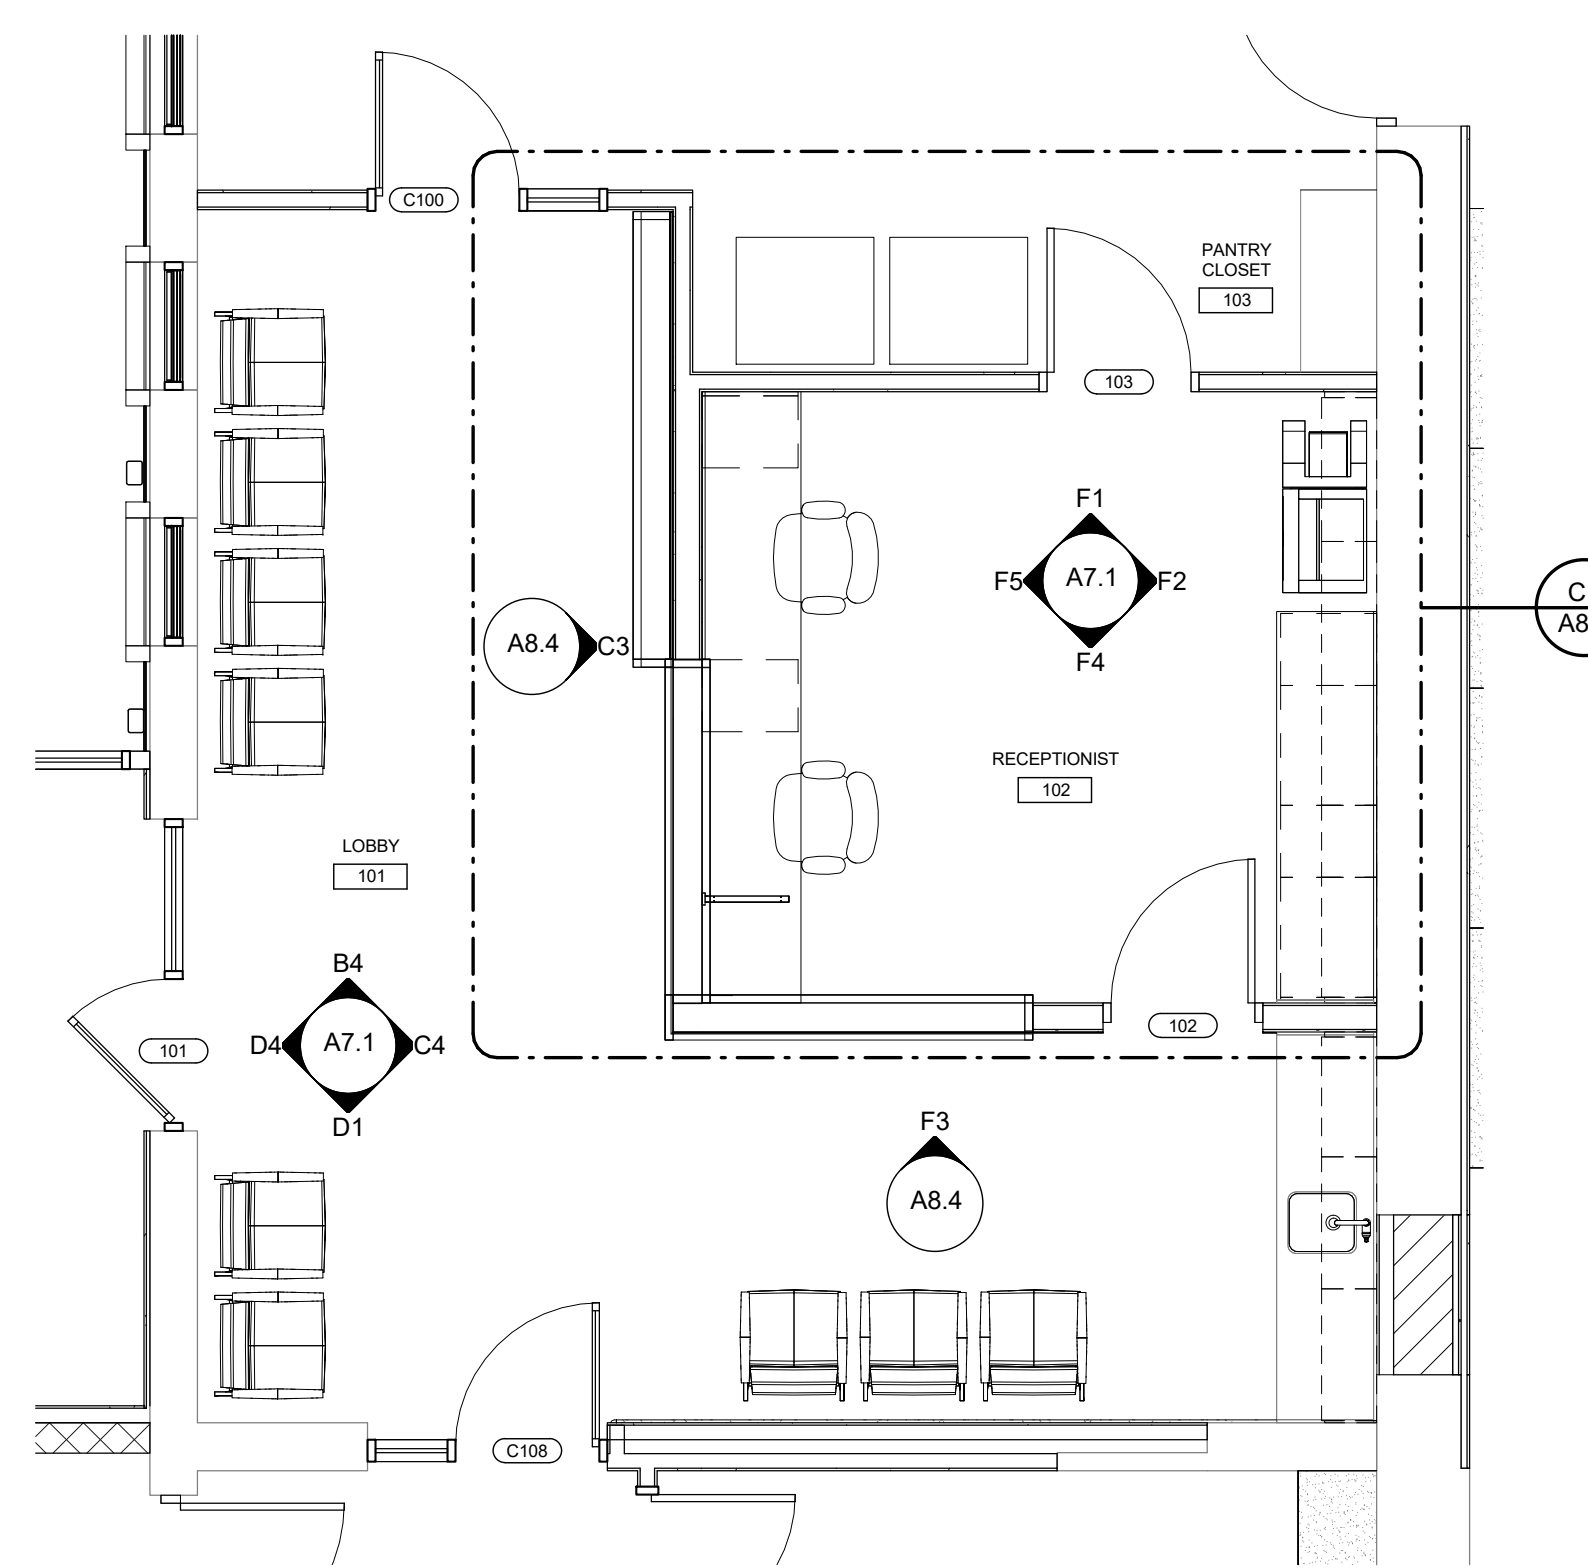 C100
PANTRY
CLOSET
103
103
F1
F5
A7.1
F2
F4
A8.4
C3
C
A8
RECEPTIONIST
102
LOBBY
101
B4
D4
A7.1
C4
D1
101
102
F3
A8.4
C108